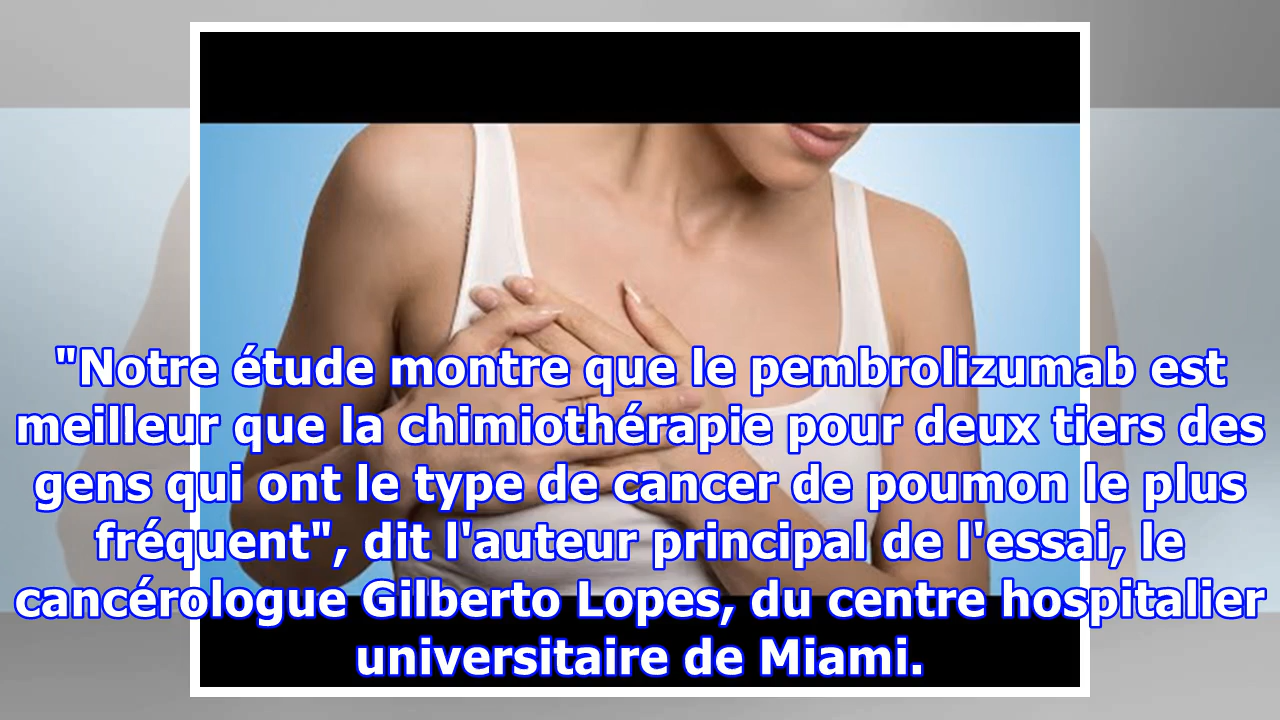 "Notre étude montre que le pembrolizumab est
meilleur que la chimiothérapie pour deux tiers des
gens qui ont le type de cancer de poumon le plus
fréquent", dit l'auteur principal de l'essai, le
cancérologue Gilberto Lopes, du centre hospitalier
universitaire de Miami.